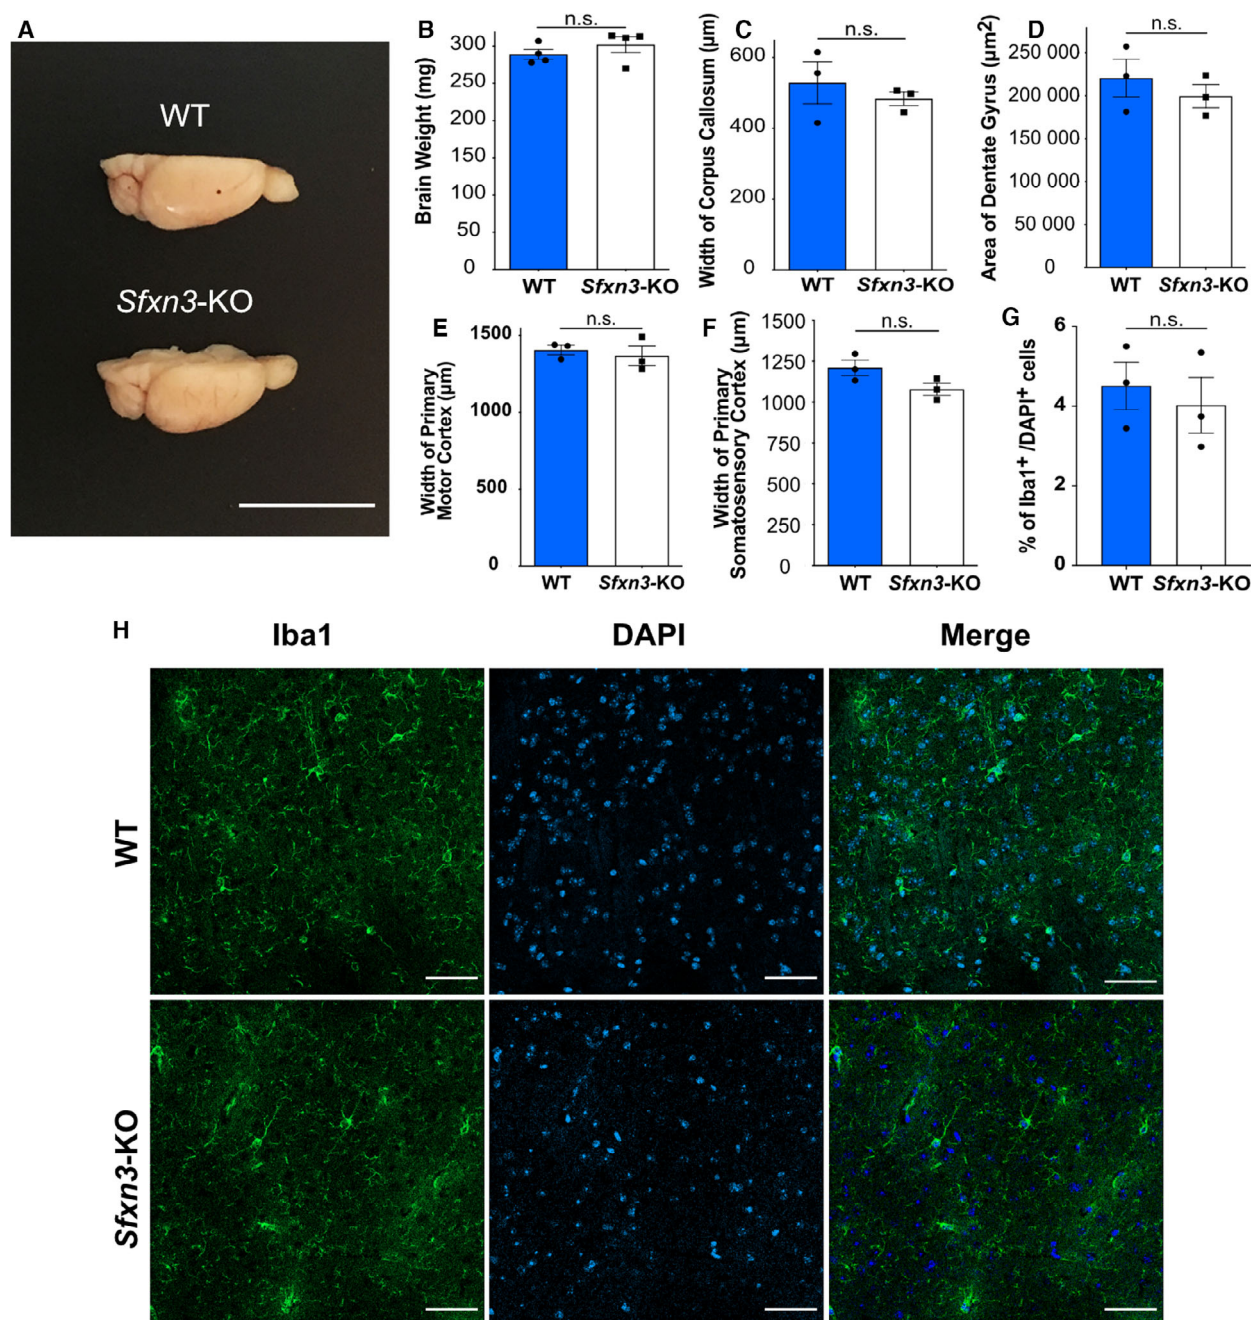 A
WT
Sfxn3-KO
B
n.s.
Brain Weight (mg)
300
250
200
150
100
50
0
WT
Sfxn3-KO
C
n.s.
Width of Corpus Callosum (µm)
600
400
200
0
WT
Sfxn3-KO
D
n.s.
Area of Dentate Gyrus (µm²)
250 000
200 000
150 000
100 000
50 000
0
WT
Sfxn3-KO
E
n.s.
Width of Primary
Motor Cortex (µm)
1500
1000
500
0
WT
Sfxn3-KO
F
n.s.
Width of Primary
Somatosensory Cortex (µm)
1500
1250
1000
750
500
250
0
WT
Sfxn3-KO
G
n.s.
% of Iba1⁺ /DAPI⁺ cells
6
4
2
0
WT
Sfxn3-KO
H
Iba1
DAPI
Merge
WT
Sfxn3-KO